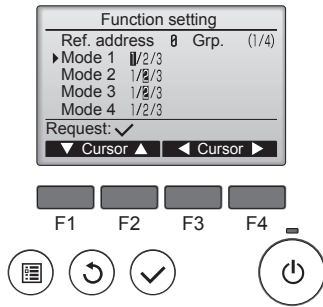 Function setting
Ref. address 0 Grp. (1/4)
Mode 1 1/2/3
Mode 2 1/2/3
Mode 3 1/2/3
Mode 4 1/2/3
Request: ✓
▼ Cursor ▲ ◀ Cursor ▶
F1 F2 F3 F4